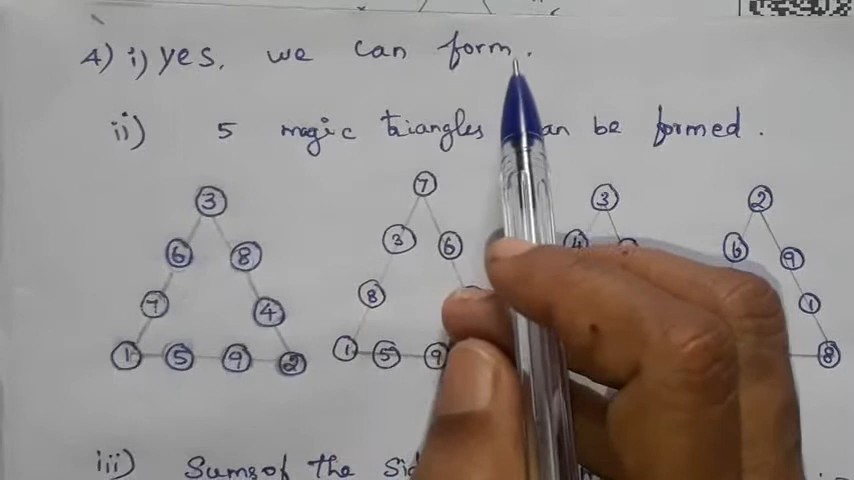 4) i) Yes, we can form.
ii) 5 magic triangles can be formed.
3 7 3 2
6 8 3 6 4 6 9
7 4 8 1
1 5 9 2 1 5 9 8
iii) Sums of the